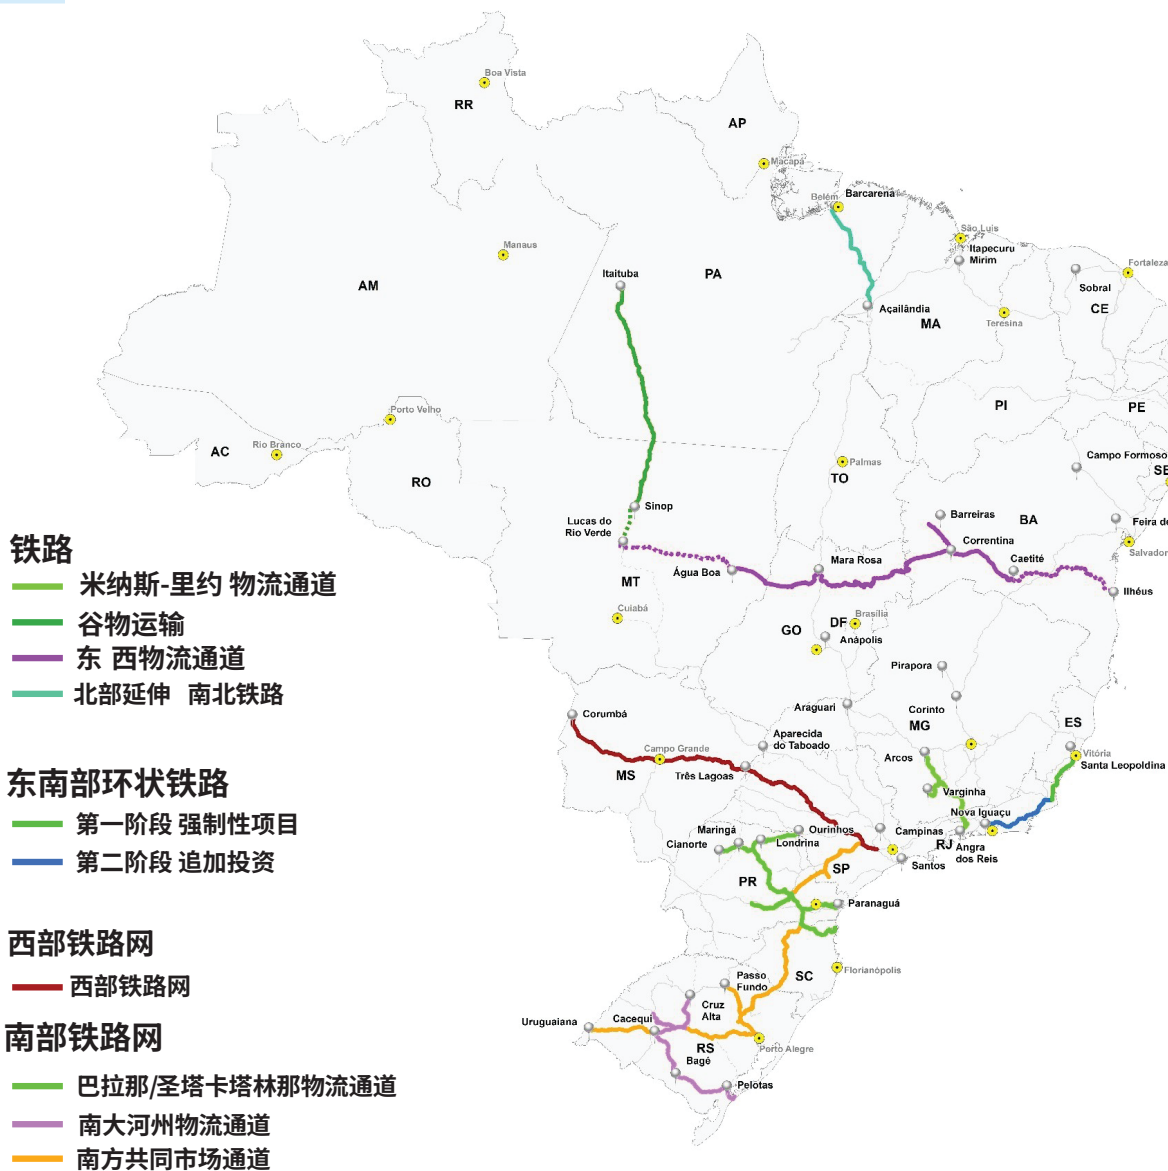 Boa Vista
RR
AP
Macapá
Belém
Barcarena
São Luis
Itapecuru
Mirim
Manaus
Fortaleza
Itaituba
PA
AM
Sobral
CE
Açailândia
MA
Teresina
PI
PE
Porto Velho
AC
Rio Branco
RO
Palmas
TO
Campo Formoso
SE
Sinop
Lucas do
Rio Verde
Barreiras
BA
Feira de
Salvador
Correntina
Caetité
Mara Rosa
Água Boa
MT
Ilhéus
Cuiabá
GO
DF
Brasília
Anápolis
Pirapora
Araguari
Corinto
MG
Corumbá
Aparecida
do Taboado
Campo Grande
MS
Três Lagoas
Arcos
ES
Vitória
Santa Leopoldina
Varginha
Nova Iguaçu
Maringá
Cianorte
Ourinhos
Londrina
Campinas
RJ
Angra
dos Reis
Santos
SP
PR
Paranaguá
SC
Florianópolis
Passo
Fundo
Cruz
Alta
Cacequi
Uruguaiana
RS
Bagé
Porto Alegre
Pelotas
铁路
米纳斯-里约 物流通道
谷物运输
东 西物流通道
北部延伸 南北铁路
东南部环状铁路
第一阶段 强制性项目
第二阶段 追加投资
西部铁路网
西部铁路网
南部铁路网
巴拉那/圣塔卡塔林那物流通道
南大河州物流通道
南方共同市场通道